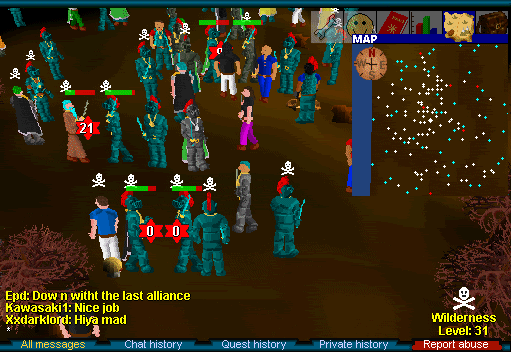 MAP
N
W E
S
21
0 0
Epd: Dow n witht the last alliance
Kawasaki1: Nice job
Xxdarklord: Hiya mad
*
Wilderness
Level: 31
All messages Chat history Quest history Private history Report abuse